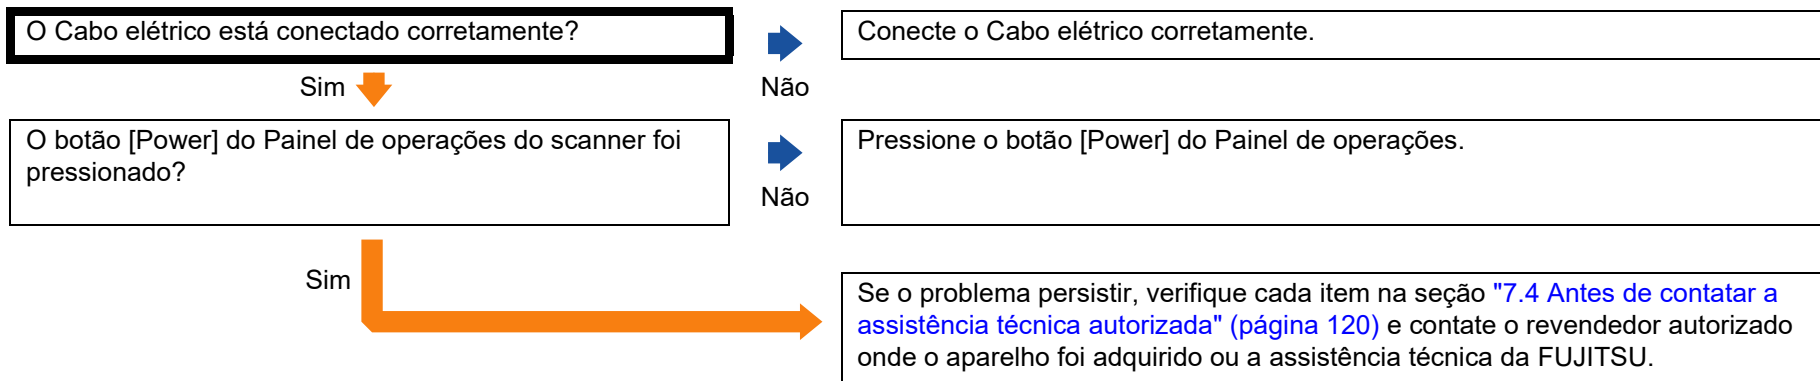 O Cabo elétrico está conectado corretamente?
Conecte o Cabo elétrico corretamente.
Sim
Não
O botão [Power] do Painel de operações do scanner foi
pressionado?
Pressione o botão [Power] do Painel de operações.
Não
Sim
Se o problema persistir, verifique cada item na seção "7.4 Antes de contatar a
assistência técnica autorizada" (página 120) e contate o revendedor autorizado
onde o aparelho foi adquirido ou a assistência técnica da FUJITSU.